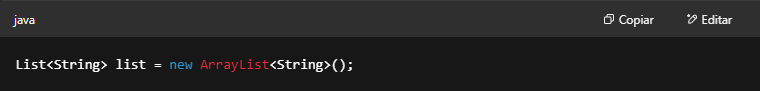 java Copiar Editar
List<String> list = new ArrayList<String>();